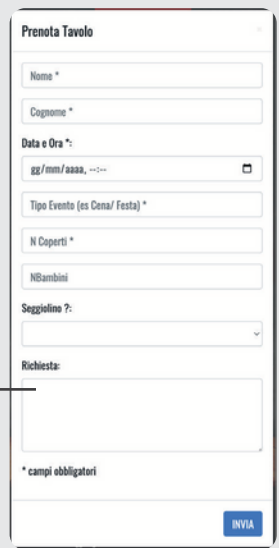 Prenota Tavolo
Nome *
Cognome *
Data e Ora *:
gg/mm/aaaa, --:--
Tipo Evento (es Cena/ Festa) *
N Coperti *
NBambini
Seggiolino ?:
Richiesta:
* campi obbligatori
INVIA